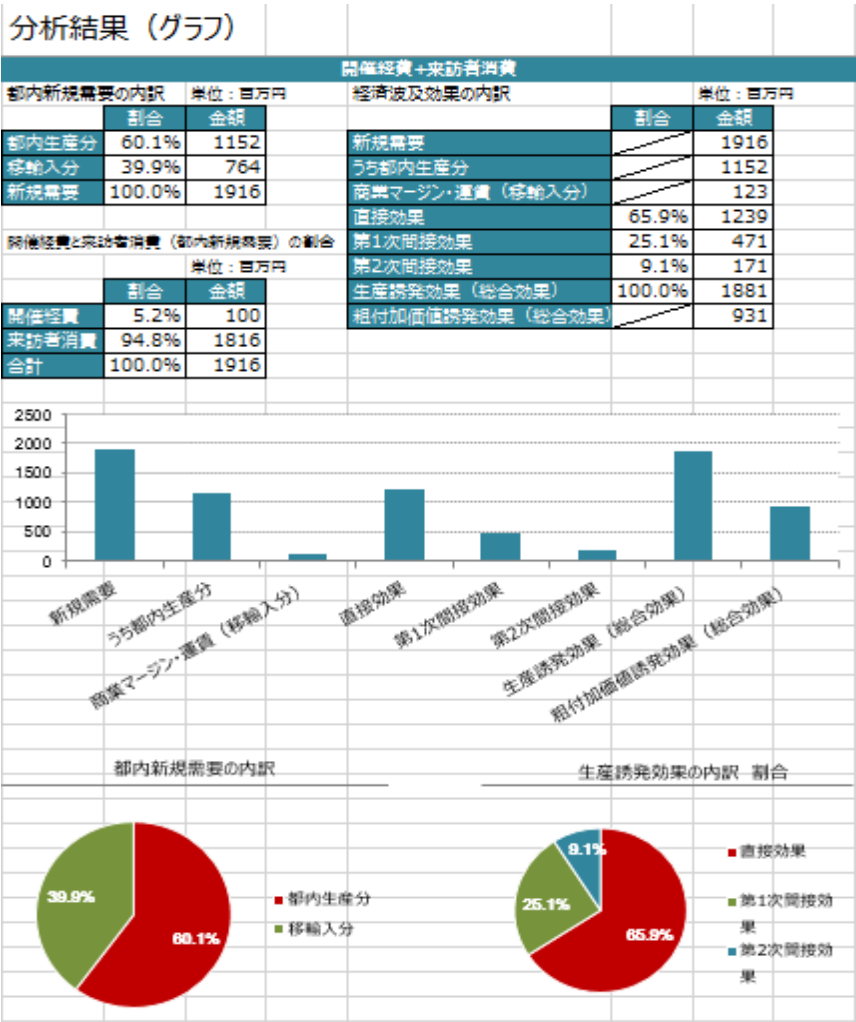 分析結果（グラフ）
開催経費+来訪者消費
都内新規需要の内訳 単位：百万円
割合 金額
都内生産分 60.1% 1152
移輸入分 39.9% 764
新規需要 100.0% 1916
開催経費と来訪者消費（都内新規需要）の割合
単位：百万円
割合 金額
開催経費 5.2% 100
来訪者消費 94.8% 1816
合計 100.0% 1916
経済波及効果の内訳 単位：百万円
割合 金額
新規需要 1916
うち都内生産分 1152
商業マージン・運賃（移輸入分） 123
直接効果 65.9% 1239
第1次間接効果 25.1% 471
第2次間接効果 9.1% 171
生産誘発効果（総合効果） 100.0% 1881
粗付加価値誘発効果（総合効果） 931
2500
2000
1500
1000
500
0
新規需要
うち都内生産分
商業マージン・運賃（移輸入分）
直接効果
第1次間接効果
第2次間接効果
生産誘発効果（総合効果）
粗付加価値誘発効果（総合効果）
都内新規需要の内訳
39.9%
60.1%
都内生産分
移輸入分
生産誘発効果の内訳 割合
9.1%
25.1%
65.9%
直接効果
第1次間接効
果
第2次間接効
果